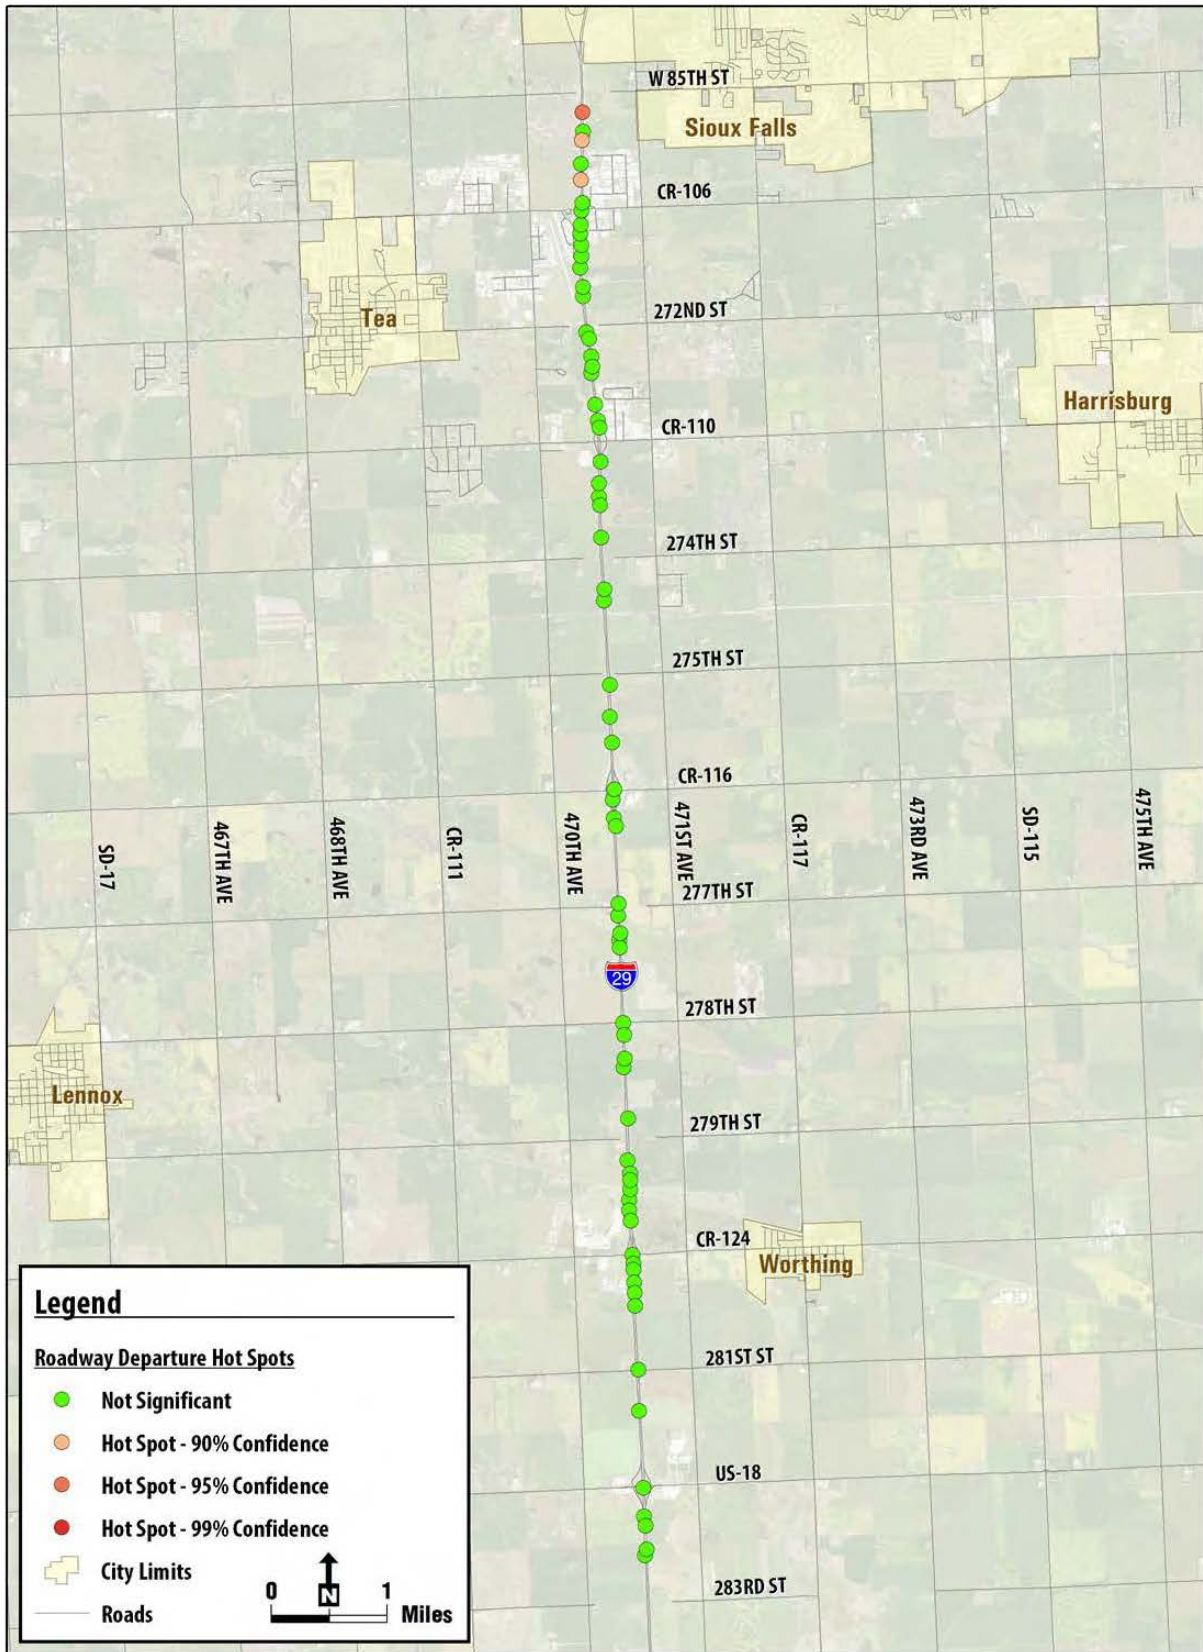 W 85TH ST
Sioux Falls
CR-106
272ND ST
Tea
Harrisburg
CR-110
274TH ST
275TH ST
CR-116
SD-17
467TH AVE
468TH AVE
CR-111
470TH AVE
471ST AVE
CR-117
473RD AVE
SD-115
475TH AVE
277TH ST
29
278TH ST
Lennox
279TH ST
CR-124
Worthing
281ST ST
US-18
283RD ST
Legend
Roadway Departure Hot Spots
Not Significant
Hot Spot - 90% Confidence
Hot Spot - 95% Confidence
Hot Spot - 99% Confidence
City Limits
Roads
0 N 1 Miles